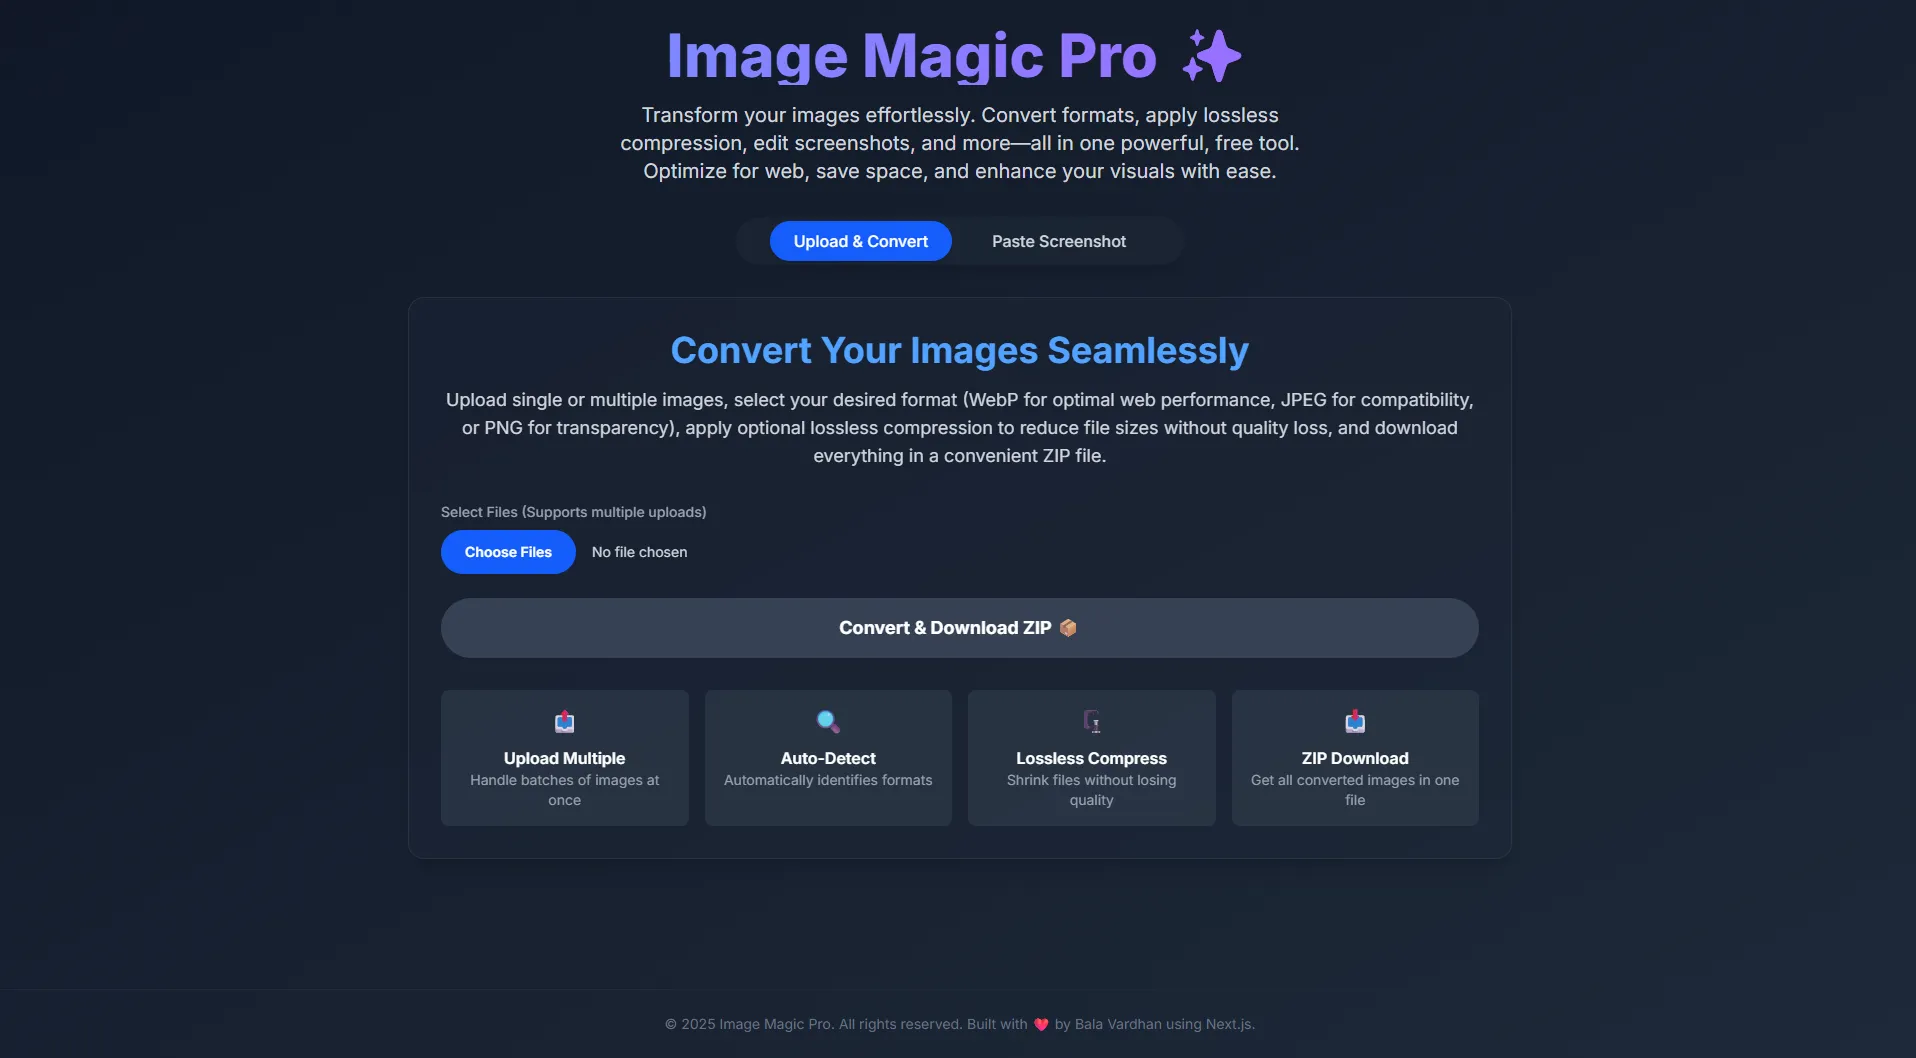 Image Magic Pro ✨
Transform your images effortlessly. Convert formats, apply lossless
compression, edit screenshots, and more—all in one powerful, free tool.
Optimize for web, save space, and enhance your visuals with ease.
Upload & Convert
Paste Screenshot
Convert Your Images Seamlessly
Upload single or multiple images, select your desired format (WebP for optimal web performance, JPEG for compatibility,
or PNG for transparency), apply optional lossless compression to reduce file sizes without quality loss, and download
everything in a convenient ZIP file.
Select Files (Supports multiple uploads)
Choose Files
No file chosen
Convert & Download ZIP 📦
Upload Multiple
Handle batches of images at
once
Auto-Detect
Automatically identifies formats
Lossless Compress
Shrink files without losing
quality
ZIP Download
Get all converted images in one
file
© 2025 Image Magic Pro. All rights reserved. Built with ❤️ by Bala Vardhan using Next.js.